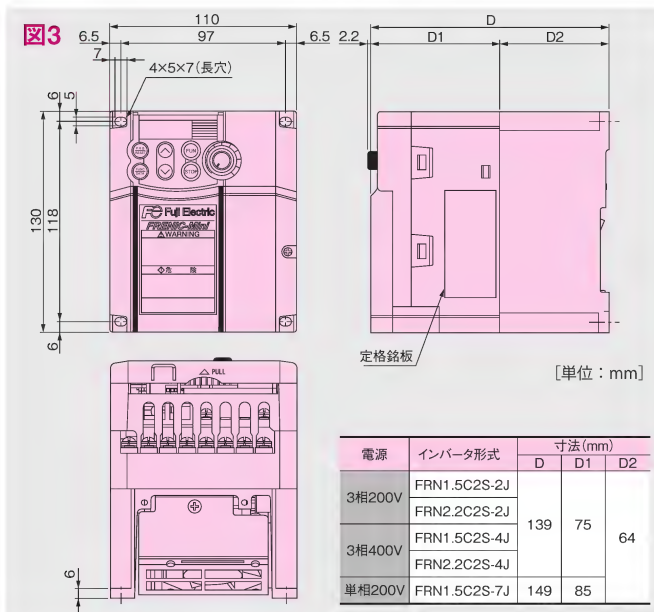 図3
110
6.5
97
6.5
7
4×5×7(長穴)
6
5
130
118
6
Fuji Electric
FRENIC-Mini
⚠WARNING
危 険
RUN
STOP
D
2.2
D1
D2
定格銘板
[単位：mm]
PULL
6
電源 インバータ形式 寸法(mm)
D D1 D2
3相200V FRN1.5C2S-2J 139 75 64
FRN2.2C2S-2J
3相400V FRN1.5C2S-4J
FRN2.2C2S-4J
単相200V FRN1.5C2S-7J 149 85